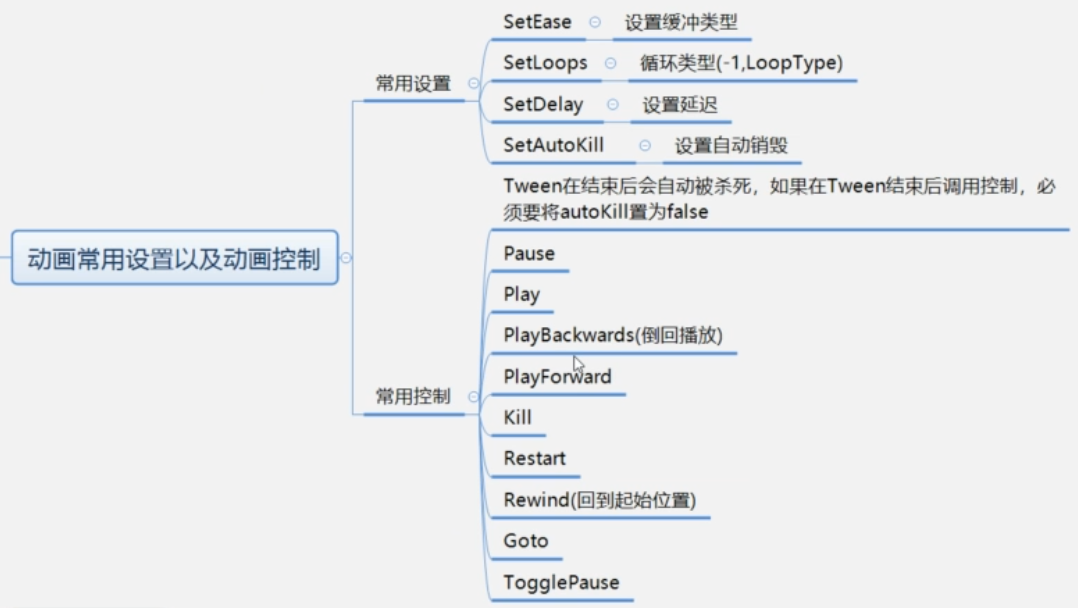 动画常用设置以及动画控制
常用设置
SetEase 设置缓冲类型
SetLoops 循环类型(-1,LoopType)
SetDelay 设置延迟
SetAutoKill 设置自动销毁
常用控制
Tween在结束后会自动被杀死，如果在Tween结束后调用控制，必
须要将autoKill置为false
Pause
Play
PlayBackwards(倒回播放)
PlayForward
Kill
Restart
Rewind(回到起始位置)
Goto
TogglePause